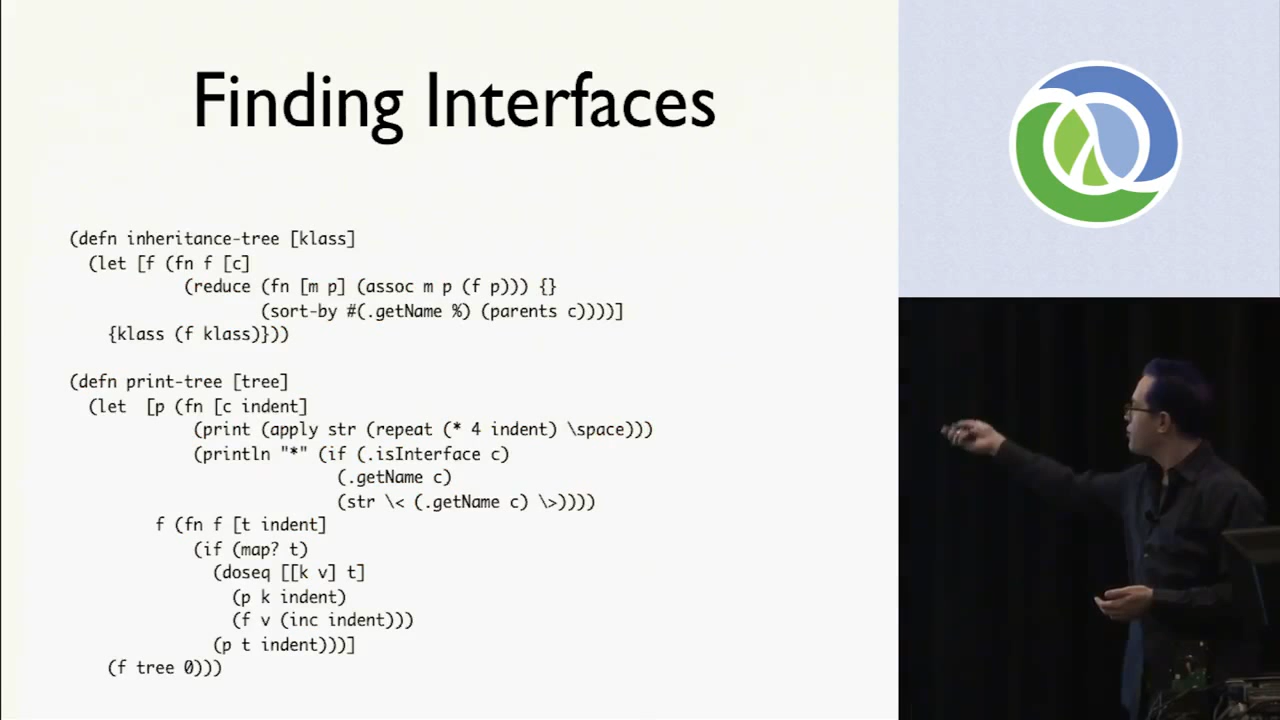 Finding Interfaces
(defn inheritance-tree [klass]
  (let [f (fn f [c]
            (reduce (fn [m p] (assoc m p (f p))) {}
                    (sort-by #(.getName %) (parents c))))]
    {klass (f klass)}))
(defn print-tree [tree]
  (let  [p (fn [c indent]
             (print (apply str (repeat (* 4 indent) \space)))
             (println "*" (if (.isInterface c)
                            (.getName c)
                            (str \< (.getName c) \>))))
         f (fn f [t indent]
             (if (map? t)
               (doseq [[k v] t]
                 (p k indent)
                 (f v (inc indent)))
               (p t indent)))]
    (f tree 0)))